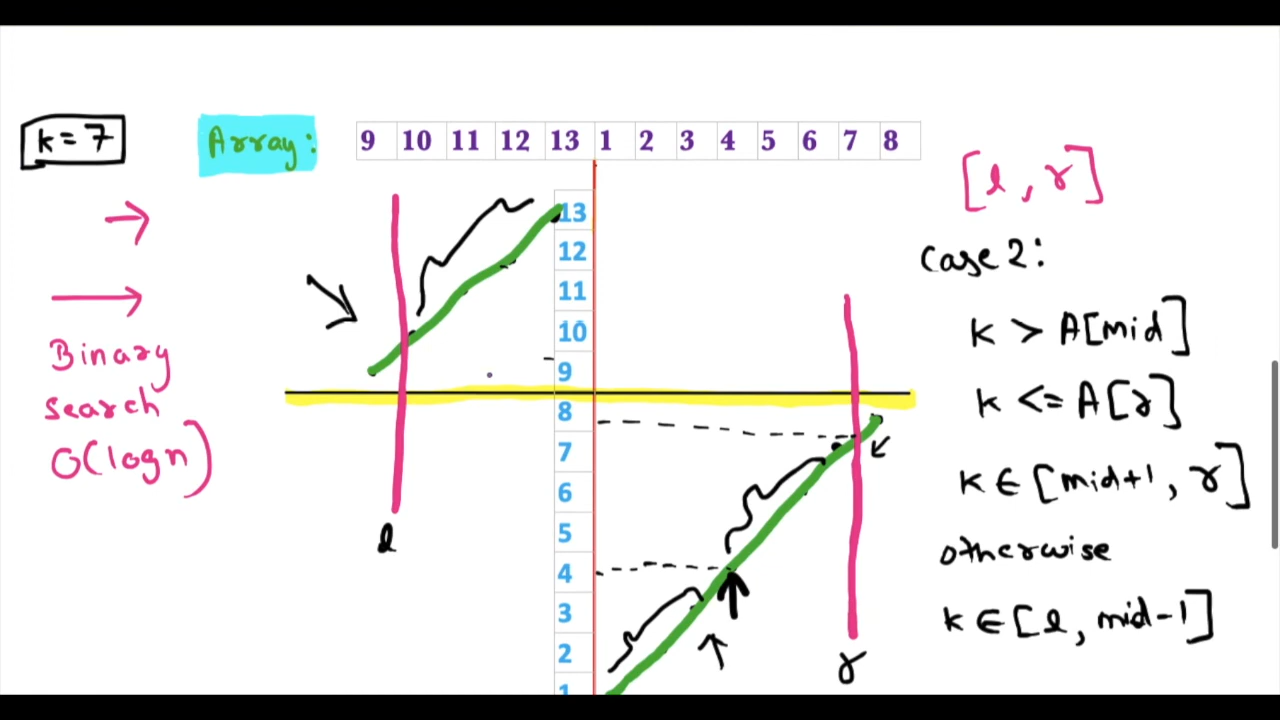 k = 7
Array:
9 10 11 12 13 1 2 3 4 5 6 7 8
[l, r]
13
12
11
10
9
8
7
6
5
4
3
2
1
Binary
search
O(logn)
l
r
case 2:
k > A[mid]
k <= A[r]
k ∈ [mid+1, r]
otherwise
k ∈ [l, mid-1]